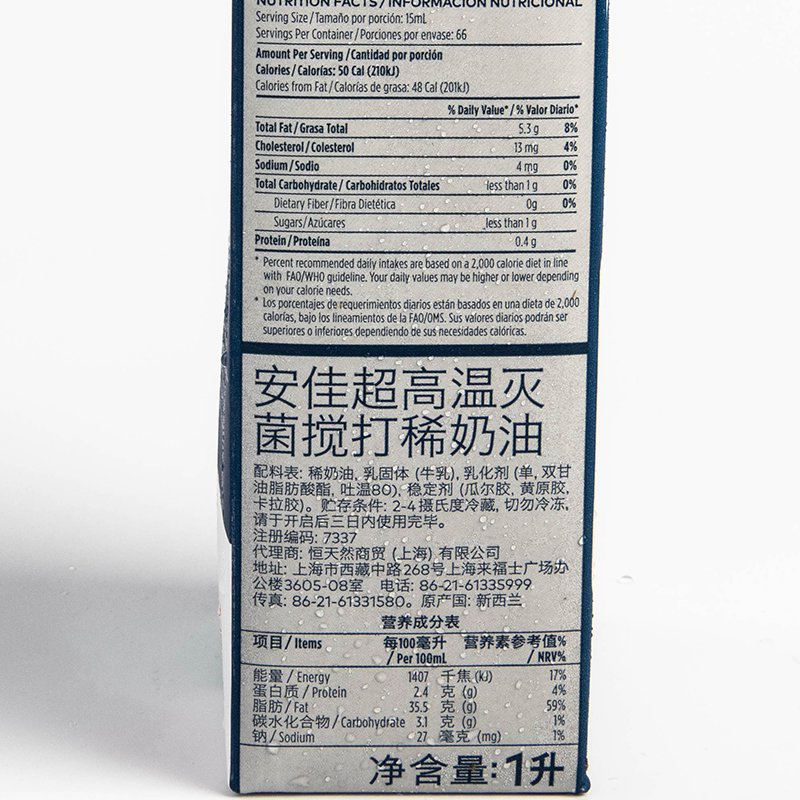 NUTRITION FACTS / INFORMACIÓN NUTRICIONAL
Serving Size / Tamaño por porción: 15mL
Servings Per Container / Porciones por envase: 66
Amount Per Serving / Cantidad por porción
Calories / Calorías: 50 Cal (210kJ)
Calories from Fat / Calorías de grasa: 48 Cal (201kJ)
% Daily Value* / % Valor Diario*
Total Fat / Grasa Total 5.3 g 8%
Cholesterol / Colesterol 13 mg 4%
Sodium / Sodio 4 mg 0%
Total Carbohydrate / Carbohidratos Totales less than 1 g 0%
Dietary Fiber / Fibra Dietética 0g 0%
Sugars / Azúcares less than 1 g
Protein / Proteína 0.4 g
* Percent recommended daily intakes are based on a 2,000 calorie diet in line
with FAO/WHO guideline. Your daily values may be higher or lower depending
on your calorie needs.
* Los porcentajes de requerimientos diarios están basados en una dieta de 2,000
calorías, bajo los lineamientos de la FAO/OMS. Sus valores diarios podrán ser
superiores o inferiores dependiendo de sus necesidades calóricas.
安佳超高温灭
菌搅打稀奶油
配料表: 稀奶油, 乳固体 (牛乳), 乳化剂 (单, 双甘
油脂肪酸酯, 吐温80), 稳定剂 (瓜尔胶, 黄原胶,
卡拉胶)。贮存条件: 2-4摄氏度冷藏, 切勿冷冻,
请于开启后三日内使用完毕。
注册编码: 7337
代理商: 恒天然商贸 (上海) 有限公司
地址: 上海市西藏中路268号上海来福士广场办
公楼3605-08室 电话: 86-21-61335999
传真: 86-21-61331580。原产国: 新西兰
营养成分表
项目 / Items 每100毫升 营养素参考值%
/ Per 100mL / NRV%
能量 / Energy 1407 千焦 (kJ) 17%
蛋白质 / Protein 2.4 克 (g) 4%
脂肪 / Fat 35.5 克 (g) 59%
碳水化合物 / Carbohydrate 3.1 克 (g) 1%
钠 / Sodium 27 毫克 (mg) 1%
净含量: 1升